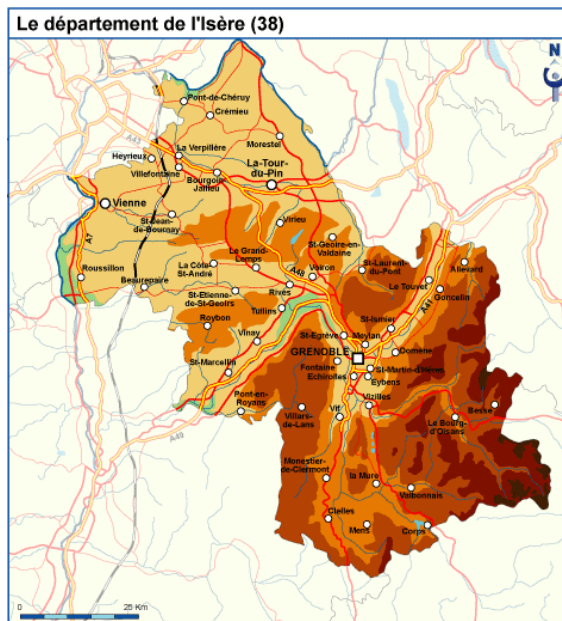 Le département de l'Isère (38)
N
Pont-de-Chéruy
Crémieu
A43
La Verpilière
Morestel
Heyrieux
Villefontaine
Bourgoin-
Jallieu
La-Tour-
du-Pin
Vienne
St-Jean-
de-Bournay
Virieu
A7
St-Geoire-en-
Valdaine
Le Grand-
Lemps
La Côte-
St-André
A48
Voiron
St-Laurent-
du-Pont
Allevard
Roussillon
Beaurepaire
Le Touvet
Goncelin
St-Etienne-
de-St-Geoirs
Rives
A41
Tullins
St-Ismier
Roybon
Vinay
St-Egrève
Meylan
GRENOBLE
Domène
St-Marcellin
Fontaine
St-Martin-d'Hères
Echirolles
Eybens
Pont-en-
Royans
Vizilles
Besse
Villars-
de-Lans
Vif
Le Bourg-
d'Oisans
A49
Monestier-
de-Clermont
la Mure
Valbonnais
Clelles
Mens
Corps
0
25 Km